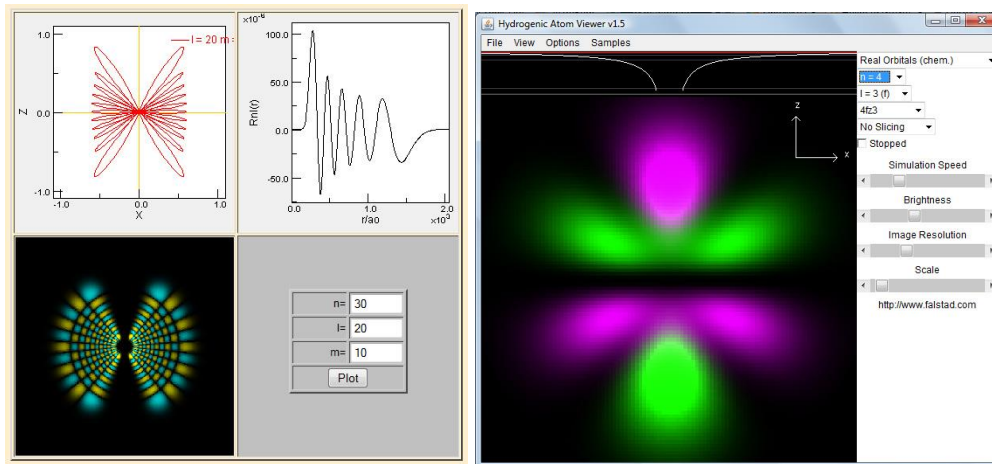 1.0
l = 20 m =
Z
0.0
-1.0
-1.0 0.0 1.0
X
x10-6
100.0
50.0
Rnl(r)
0.0
-50.0
0.0 1.0 2.0
x103
r/ao
n= 30
l= 20
m= 10
Plot
Hydrogenic Atom Viewer v1.5
File View Options Samples
z
x
Real Orbitals (chem.)
n = 4
l = 3 (f)
4fz3
No Slicing
Stopped
Simulation Speed
Brightness
Image Resolution
Scale
http://www.falstad.com